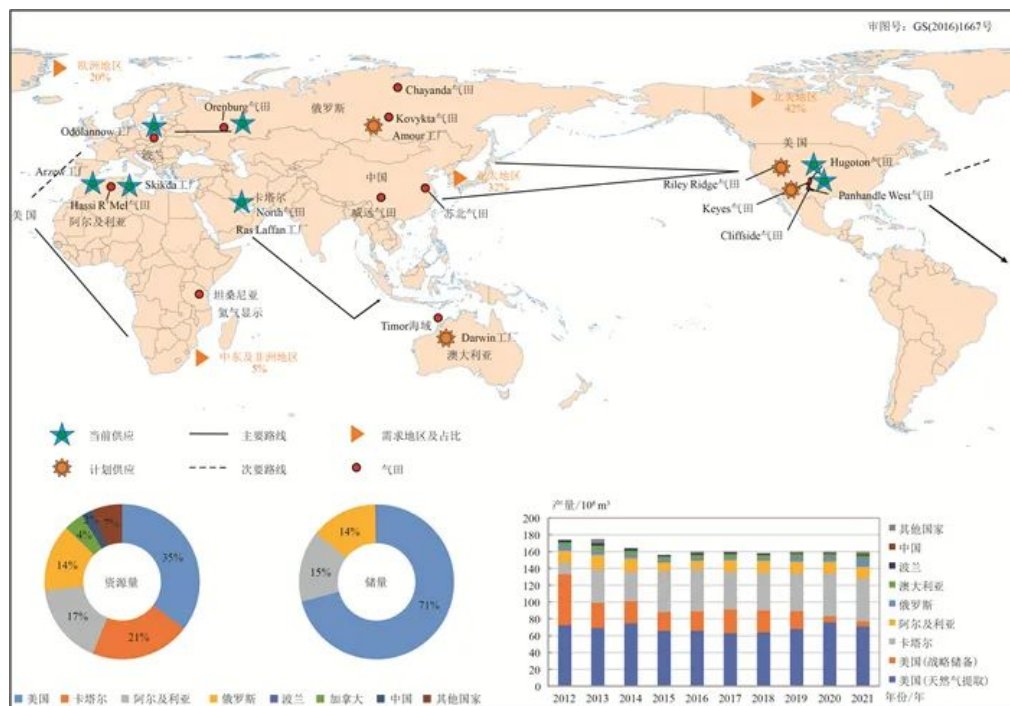 审图号：GS(2016)1667号
欧洲地区
20%
Chayanda气田
北美地区
42%
Orenburg气田
俄罗斯
Kovykta气田
Odolannow工厂
Amour工厂
美 国
波兰
Hugoton气田
Arzew工厂
Skikda工厂
中国
亚太地区
32%
Riley Ridge气田
卡塔尔
Hassi R Mel气田
North气田
威远气田
苏北气田
Keyes气田
Panhandle West气田
美 国
阿尔及利亚
Ras Laffan工厂
Cliffside气田
坦桑尼亚
氦气显示
Timor海域
Darwin工厂
澳大利亚
中东及非洲地区
5%
当前供应
主要路线
需求地区及占比
计划供应
次要路线
气田
资源量
35%
21%
17%
14%
4%
2%
7%
储量
71%
15%
14%
美国
卡塔尔
阿尔及利亚
俄罗斯
波兰
加拿大
中国
其他国家
产量/10⁶ m³
200
180
160
140
120
100
80
60
40
20
0
2012 2013 2014 2015 2016 2017 2018 2019 2020 2021
年份/年
其他国家
中国
波兰
澳大利亚
俄罗斯
阿尔及利亚
卡塔尔
美国(战略储备)
美国(天然气提取)